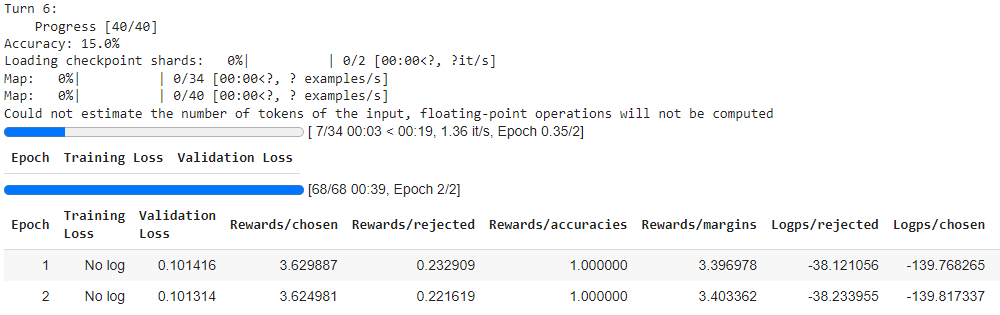 Turn 6:
Progress [40/40]
Accuracy: 15.0%
Loading checkpoint shards:   0%|          | 0/2 [00:00<?, ?it/s]
Map:   0%|          | 0/34 [00:00<?, ? examples/s]
Map:   0%|          | 0/40 [00:00<?, ? examples/s]
Could not estimate the number of tokens of the input, floating-point operations will not be computed
[ 7/34 00:03 < 00:19, 1.36 it/s, Epoch 0.35/2]
Epoch Training Loss Validation Loss
[68/68 00:39, Epoch 2/2]
Epoch Training Loss Validation Loss Rewards/chosen Rewards/rejected Rewards/accuracies Rewards/margins Logps/rejected Logps/chosen
1 No log 0.101416 3.629887 0.232909 1.000000 3.396978 -38.121056 -139.768265
2 No log 0.101314 3.624981 0.221619 1.000000 3.403362 -38.233955 -139.817337